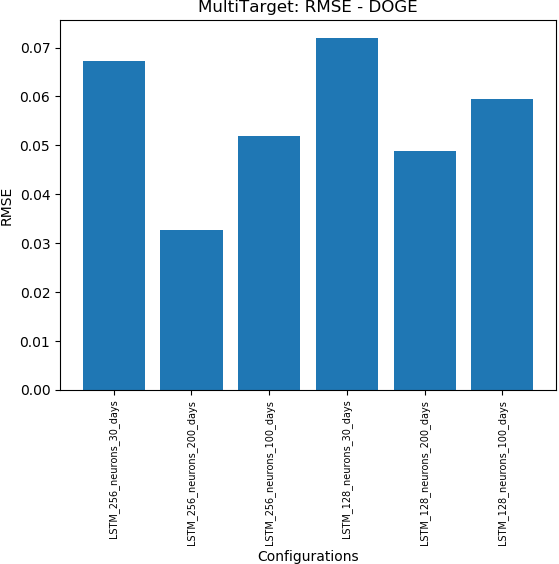 MultiTarget: RMSE - DOGE
0.07
0.06
0.05
0.04
0.03
0.02
0.01
0.00
RMSE
LSTM_256_neurons_30_days
LSTM_256_neurons_200_days
LSTM_256_neurons_100_days
LSTM_128_neurons_30_days
LSTM_128_neurons_200_days
LSTM_128_neurons_100_days
Configurations